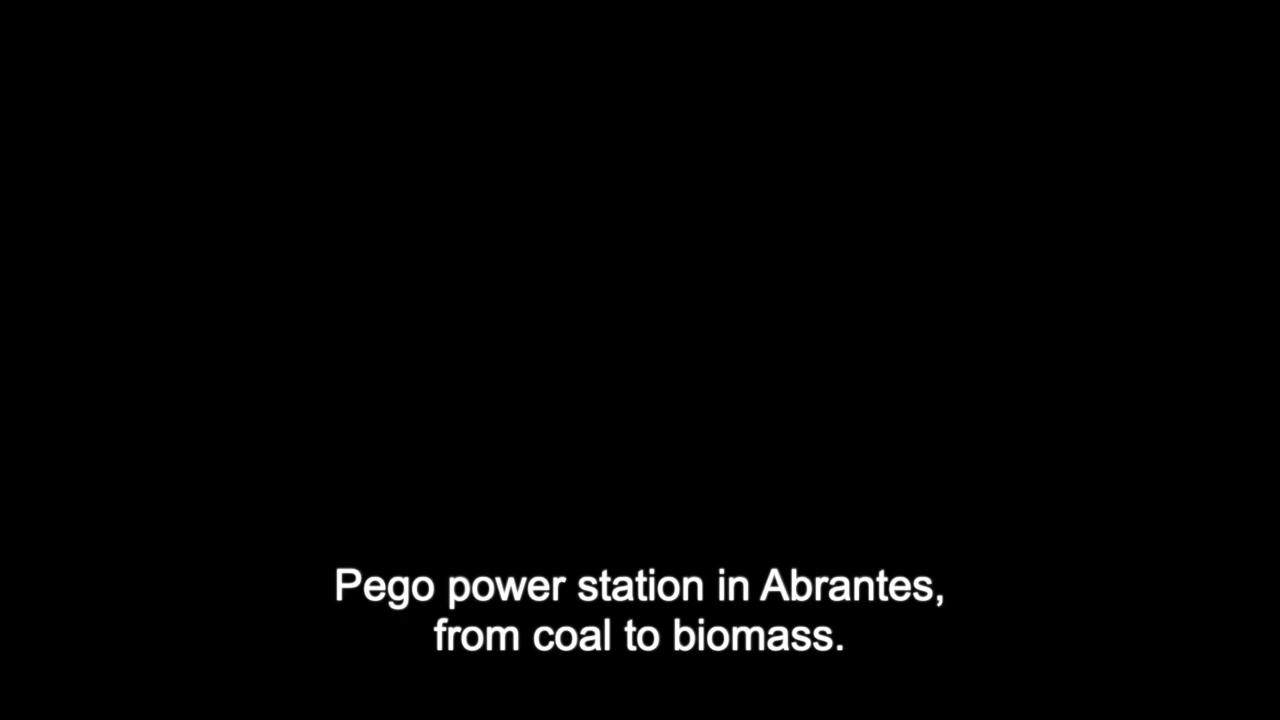 Pego power station in Abrantes,
from coal to biomass.